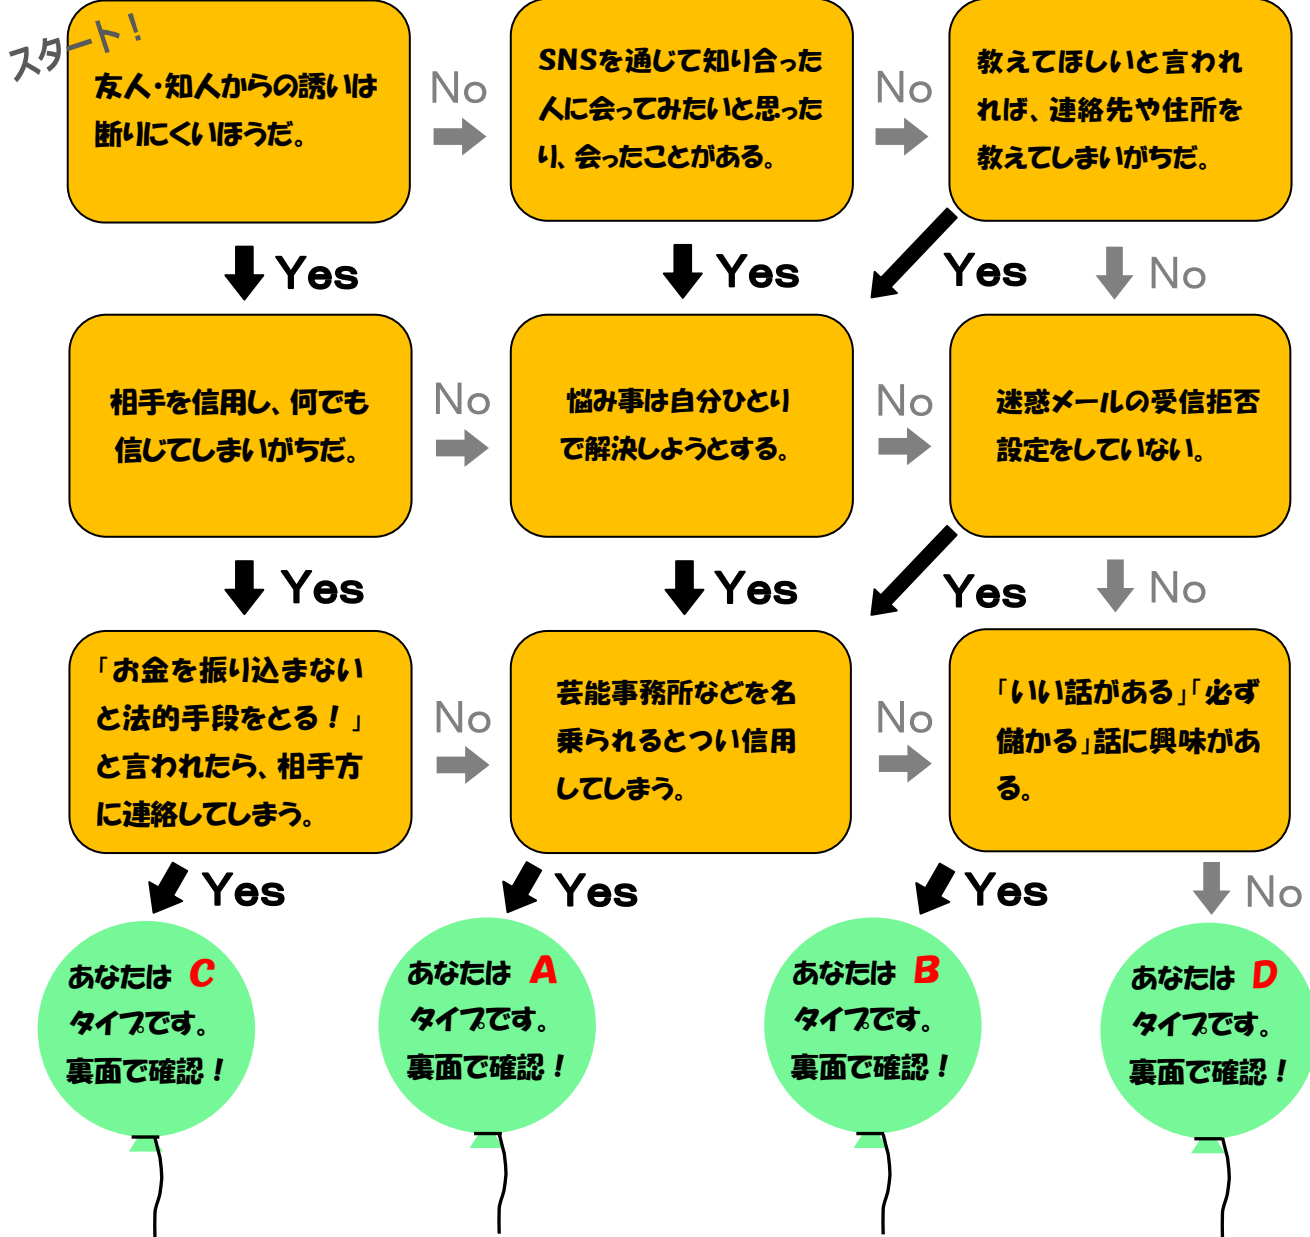 スタート！
友人・知人からの誘いは
断りにくいほうだ。
No
SNSを通じて知り合った
人に会ってみたいと思った
り、会ったことがある。
No
教えてほしいと言われ
れば、連絡先や住所を
教えてしまいがちだ。
Yes
Yes
Yes
No
相手を信用し、何でも
信じてしまいがちだ。
No
悩み事は自分ひとり
で解決しようとする。
No
迷惑メールの受信拒否
設定をしていない。
Yes
Yes
Yes
No
「お金を振り込まない
と法的手段をとる！」
と言われたら、相手方
に連絡してしまう。
No
芸能事務所などを名
乗られるとつい信用
してしまう。
No
「いい話がある」「必ず
儲かる」話に興味があ
る。
Yes
Yes
Yes
No
あなたは C
タイプです。
裏面で確認！
あなたは A
タイプです。
裏面で確認！
あなたは B
タイプです。
裏面で確認！
あなたは D
タイプです。
裏面で確認！